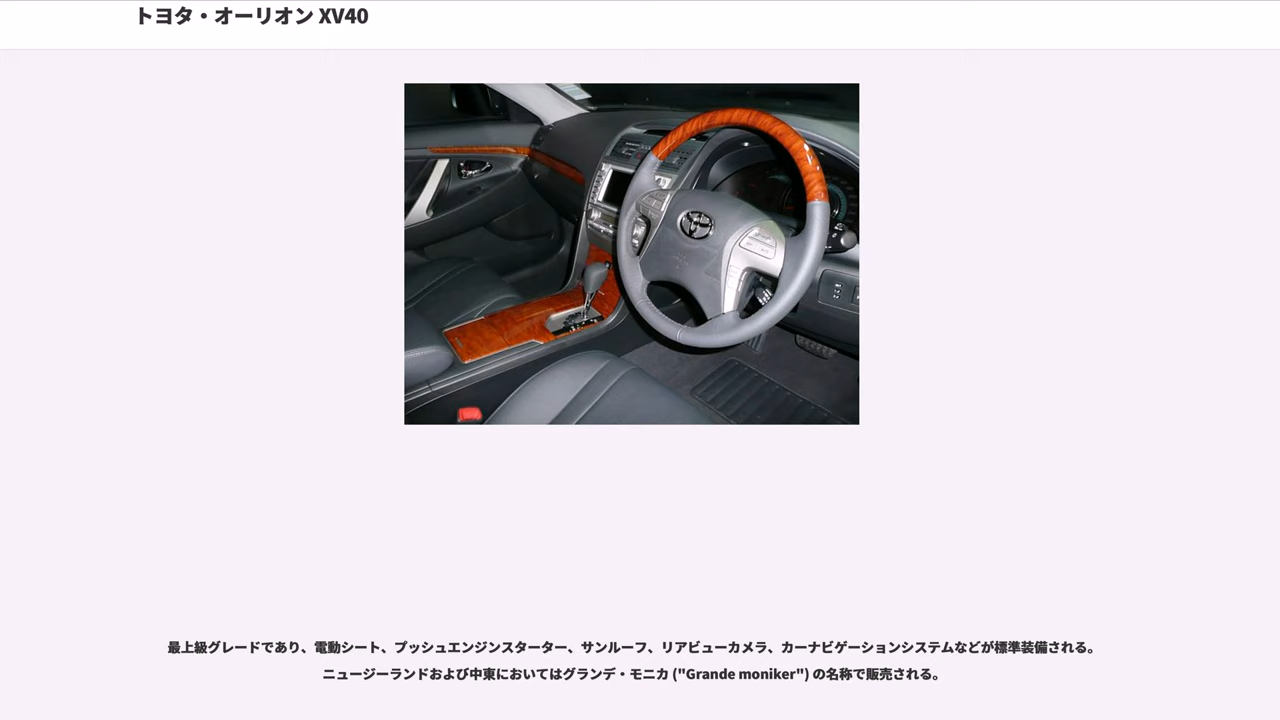 トヨタ・オーリオン XV40
最上級グレードであり、電動シート、プッシュエンジンスターター、サンルーフ、リアビューカメラ、カーナビゲーションシステムなどが標準装備される。
ニュージーランドおよび中東においてはグランデ・モニカ ("Grande moniker") の名称で販売される。